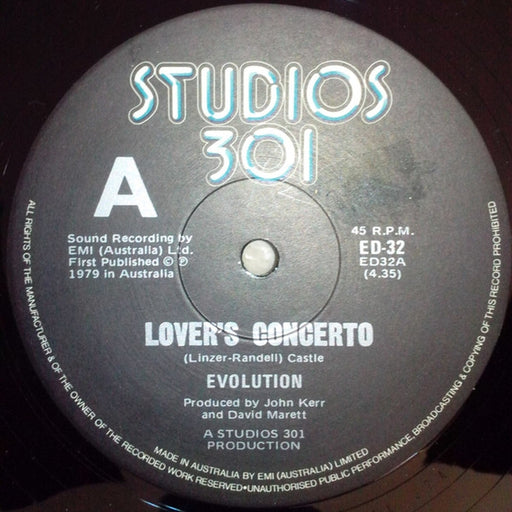 STUDIOS
301
A
Sound Recording by
EMI (Australia) Ltd.
First Published © ℗
1979 in Australia
45 R.P.M.
ED-32
ED32A
(4.35)
LOVER'S CONCERTO
(Linzer-Randell) Castle
EVOLUTION
Produced by John Kerr
and David Marett
A STUDIOS 301
PRODUCTION
MADE IN AUSTRALIA BY EMI (AUSTRALIA) LIMITED
ALL RIGHTS OF THE MANUFACTURER & OF THE OWNER OF THE RECORDED WORK RESERVED•UNAUTHORISED PUBLIC PERFORMANCE, BROADCASTING & COPYING OF THIS RECORD PROHIBITED